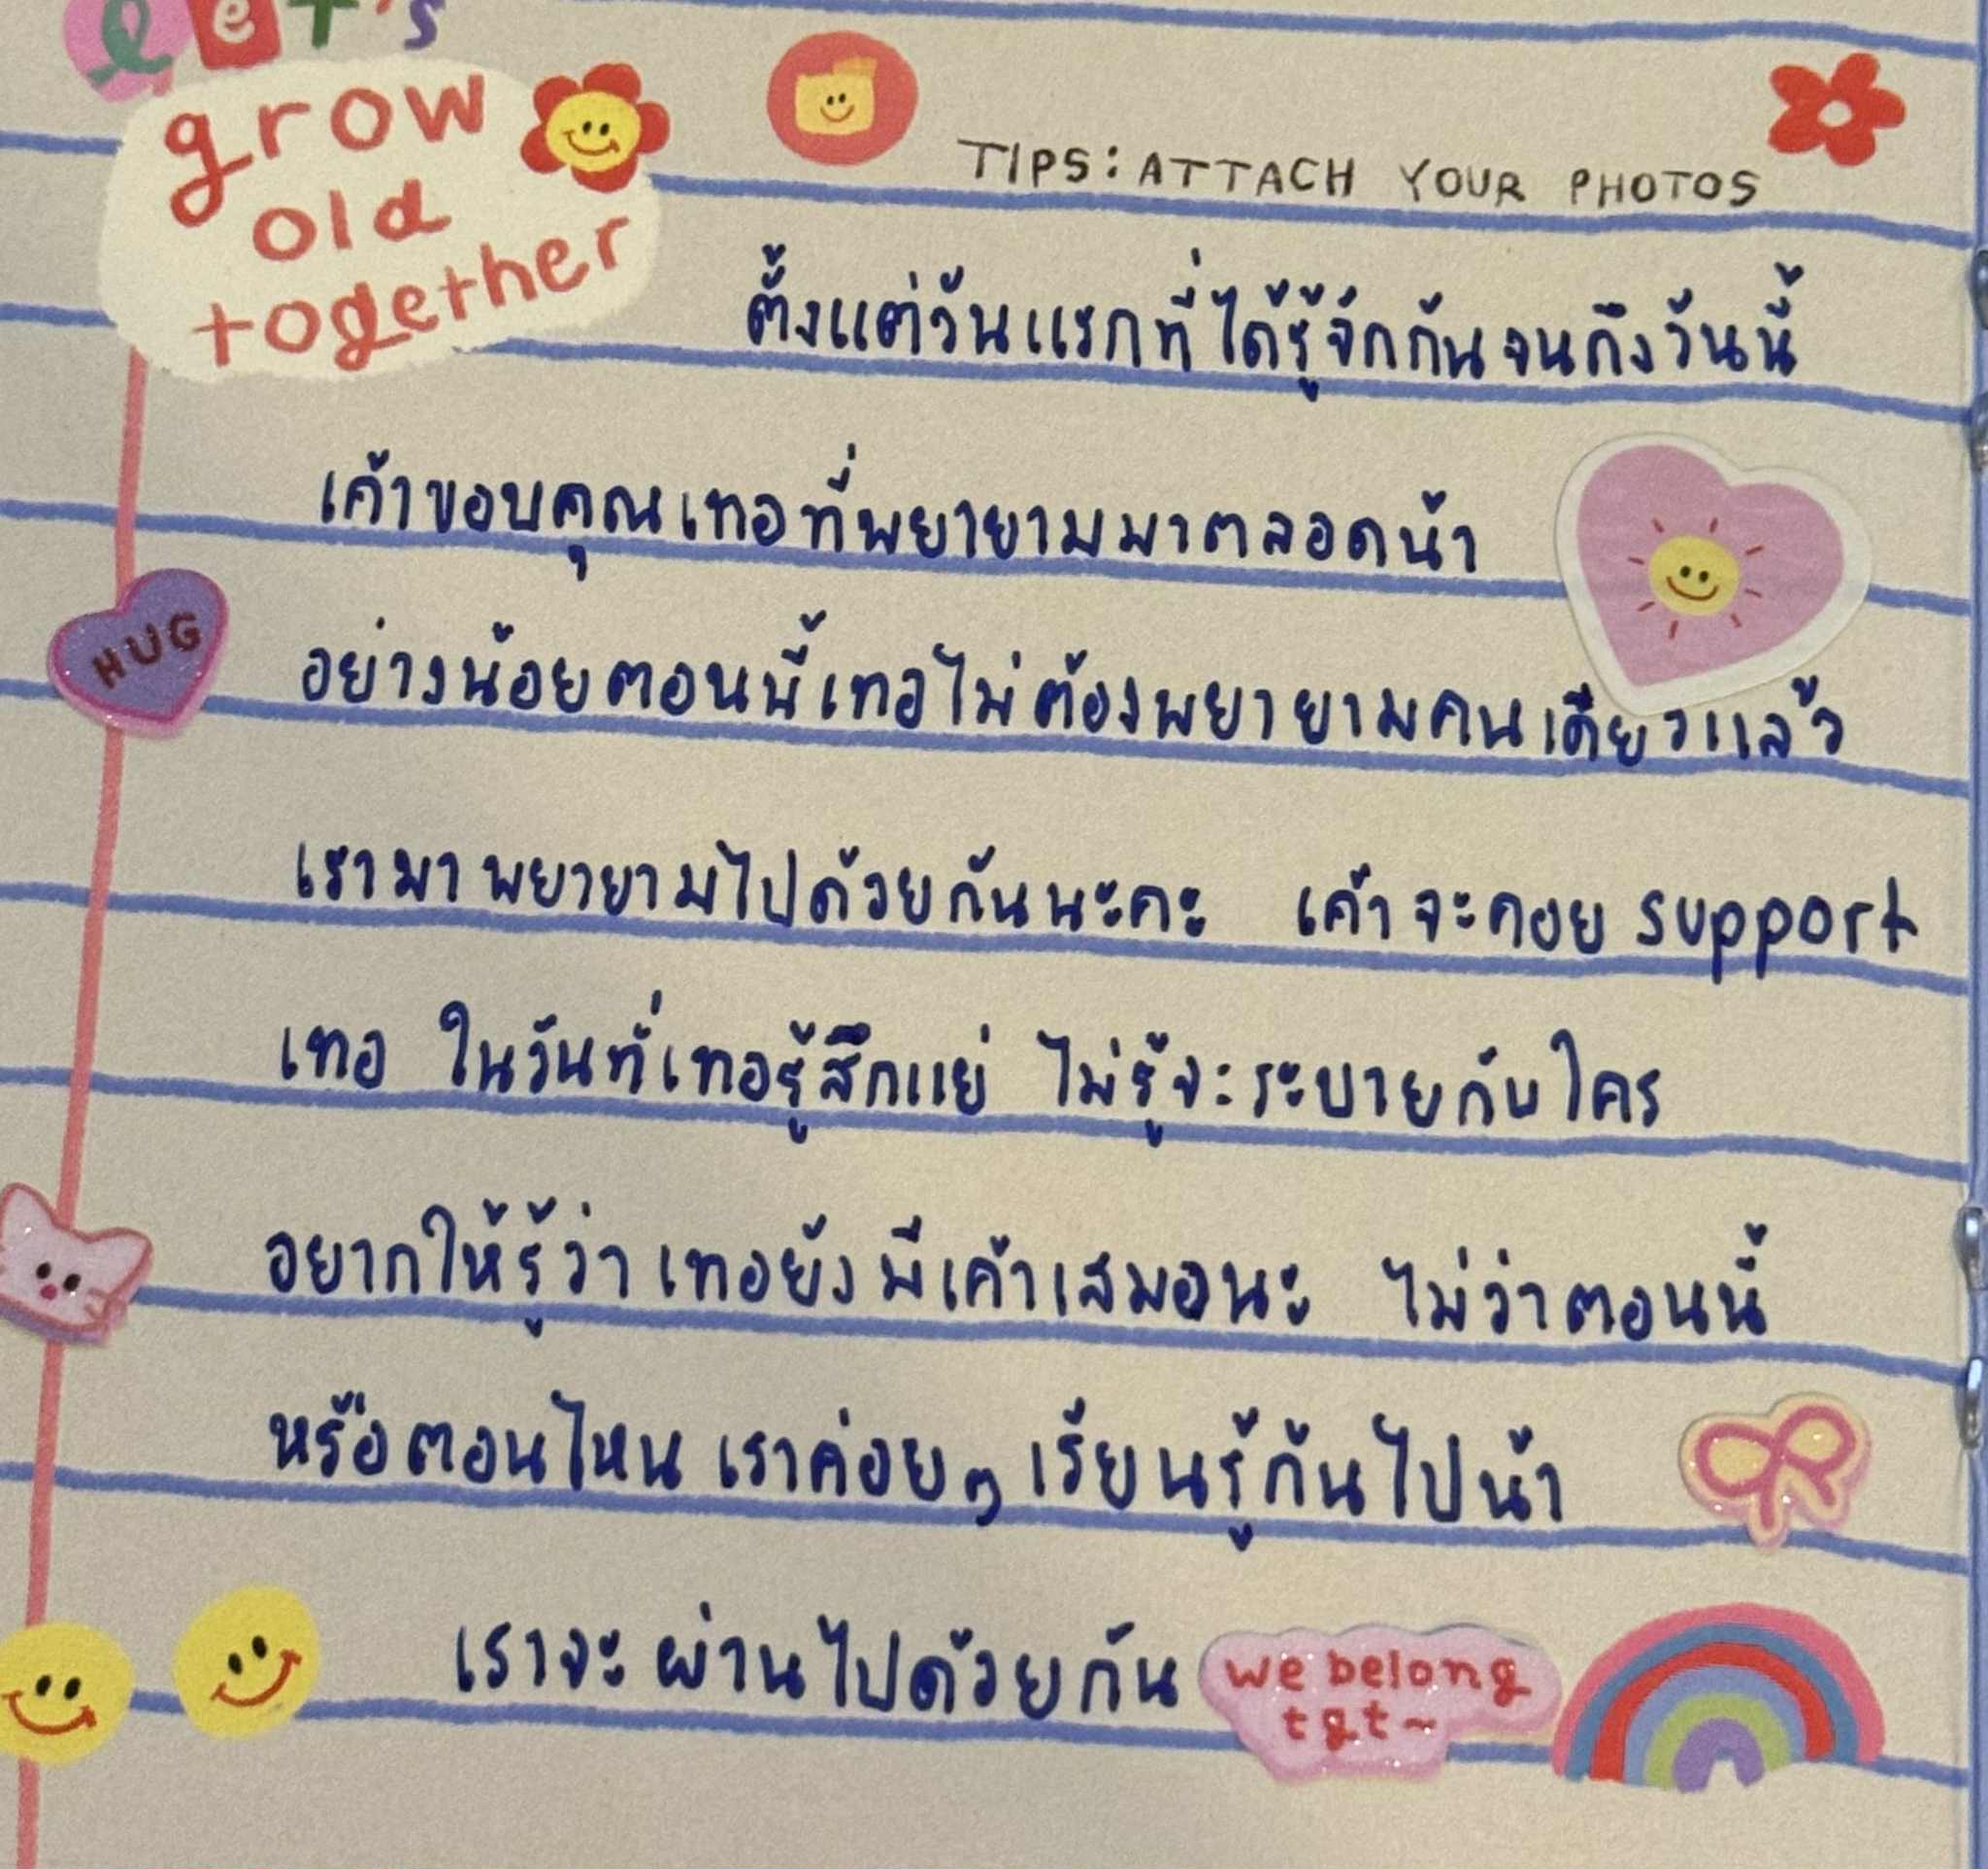 let's
grow
old
together
TIPS: ATTACH YOUR PHOTOS
ตั้งแต่วันแรกที่ได้รู้จักกันจนถึงวันนี้
เค้าขอบคุณเทอที่พยายามมาตลอดน้า
HUG
อย่างน้อยตอนนี้เทอไม่ต้องพยายามคนเดียวแล้ว
เรามาพยายามไปด้วยกันนะคะ เค้าจะคอย support
เทอ ในวันที่เทอรู้สึกแย่ ไม่รู้จะระบายกับใคร
อยากให้รู้ว่า เทอยังมีเค้าเสมอนะ ไม่ว่าตอนนี้
หรือตอนไหน เราค่อยๆ เรียนรู้กันไปน้า
เราจะผ่านไปด้วยกัน
we belong
tgt~